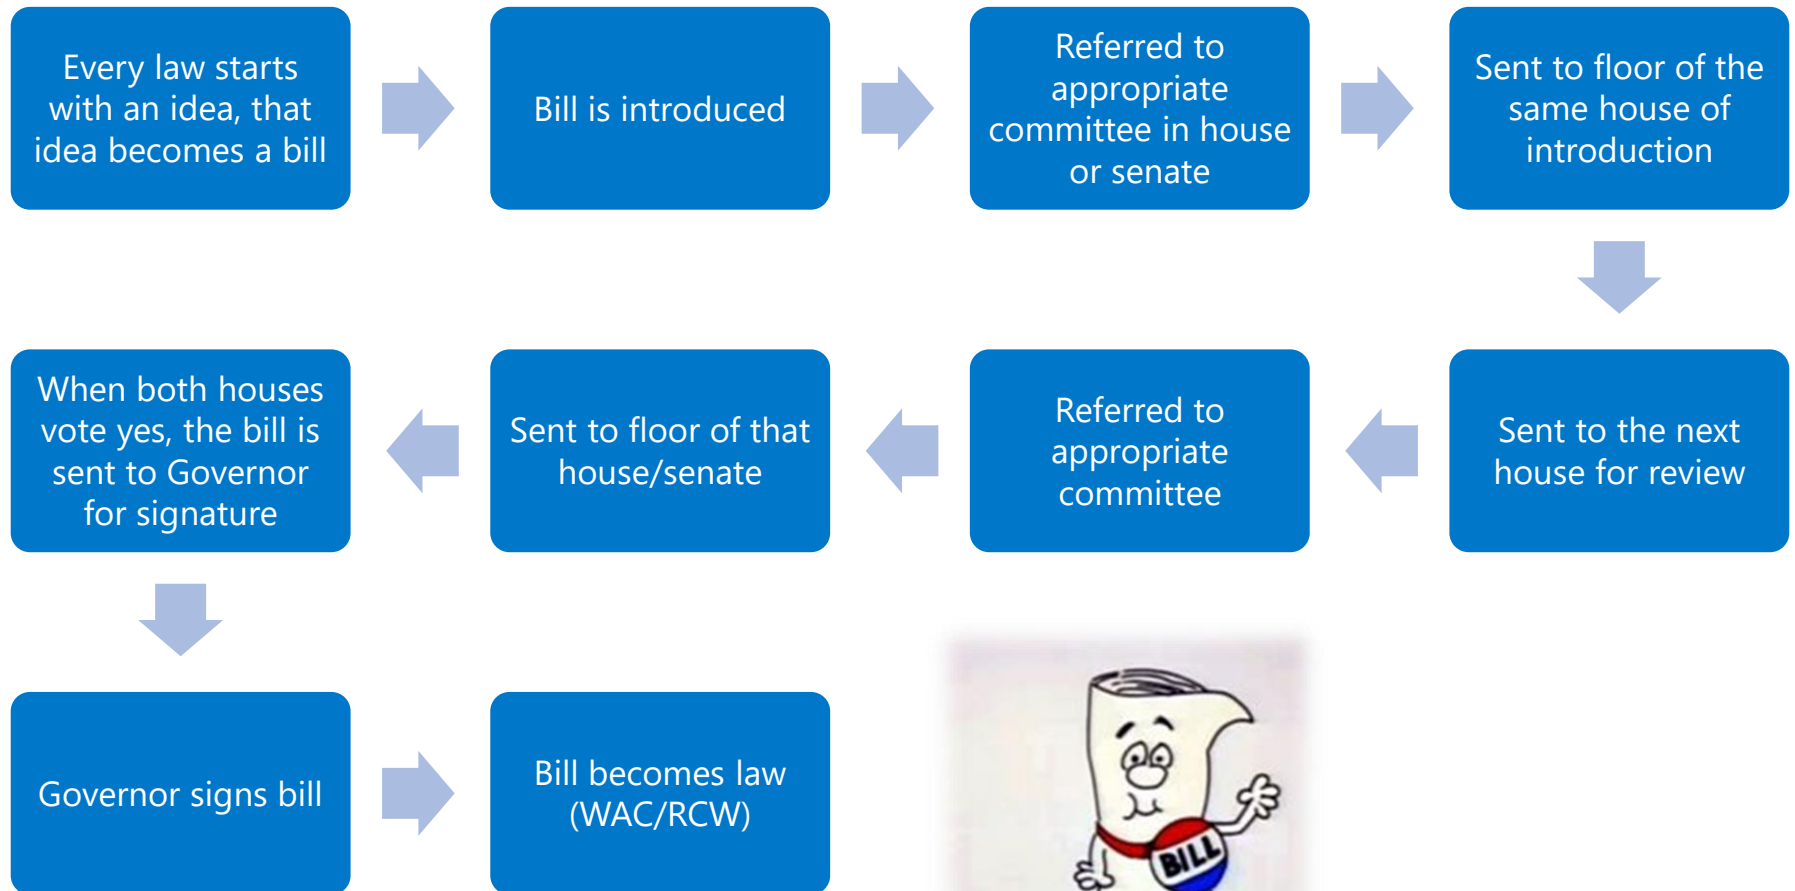 Every law starts
with an idea, that
idea becomes a bill
Bill is introduced
Referred to
appropriate
committee in house
or senate
Sent to floor of the
same house of
introduction
Sent to the next
house for review
Referred to
appropriate
committee
Sent to floor of that
house/senate
When both houses
vote yes, the bill is
sent to Governor
for signature
Governor signs bill
Bill becomes law
(WAC/RCW)
BILL